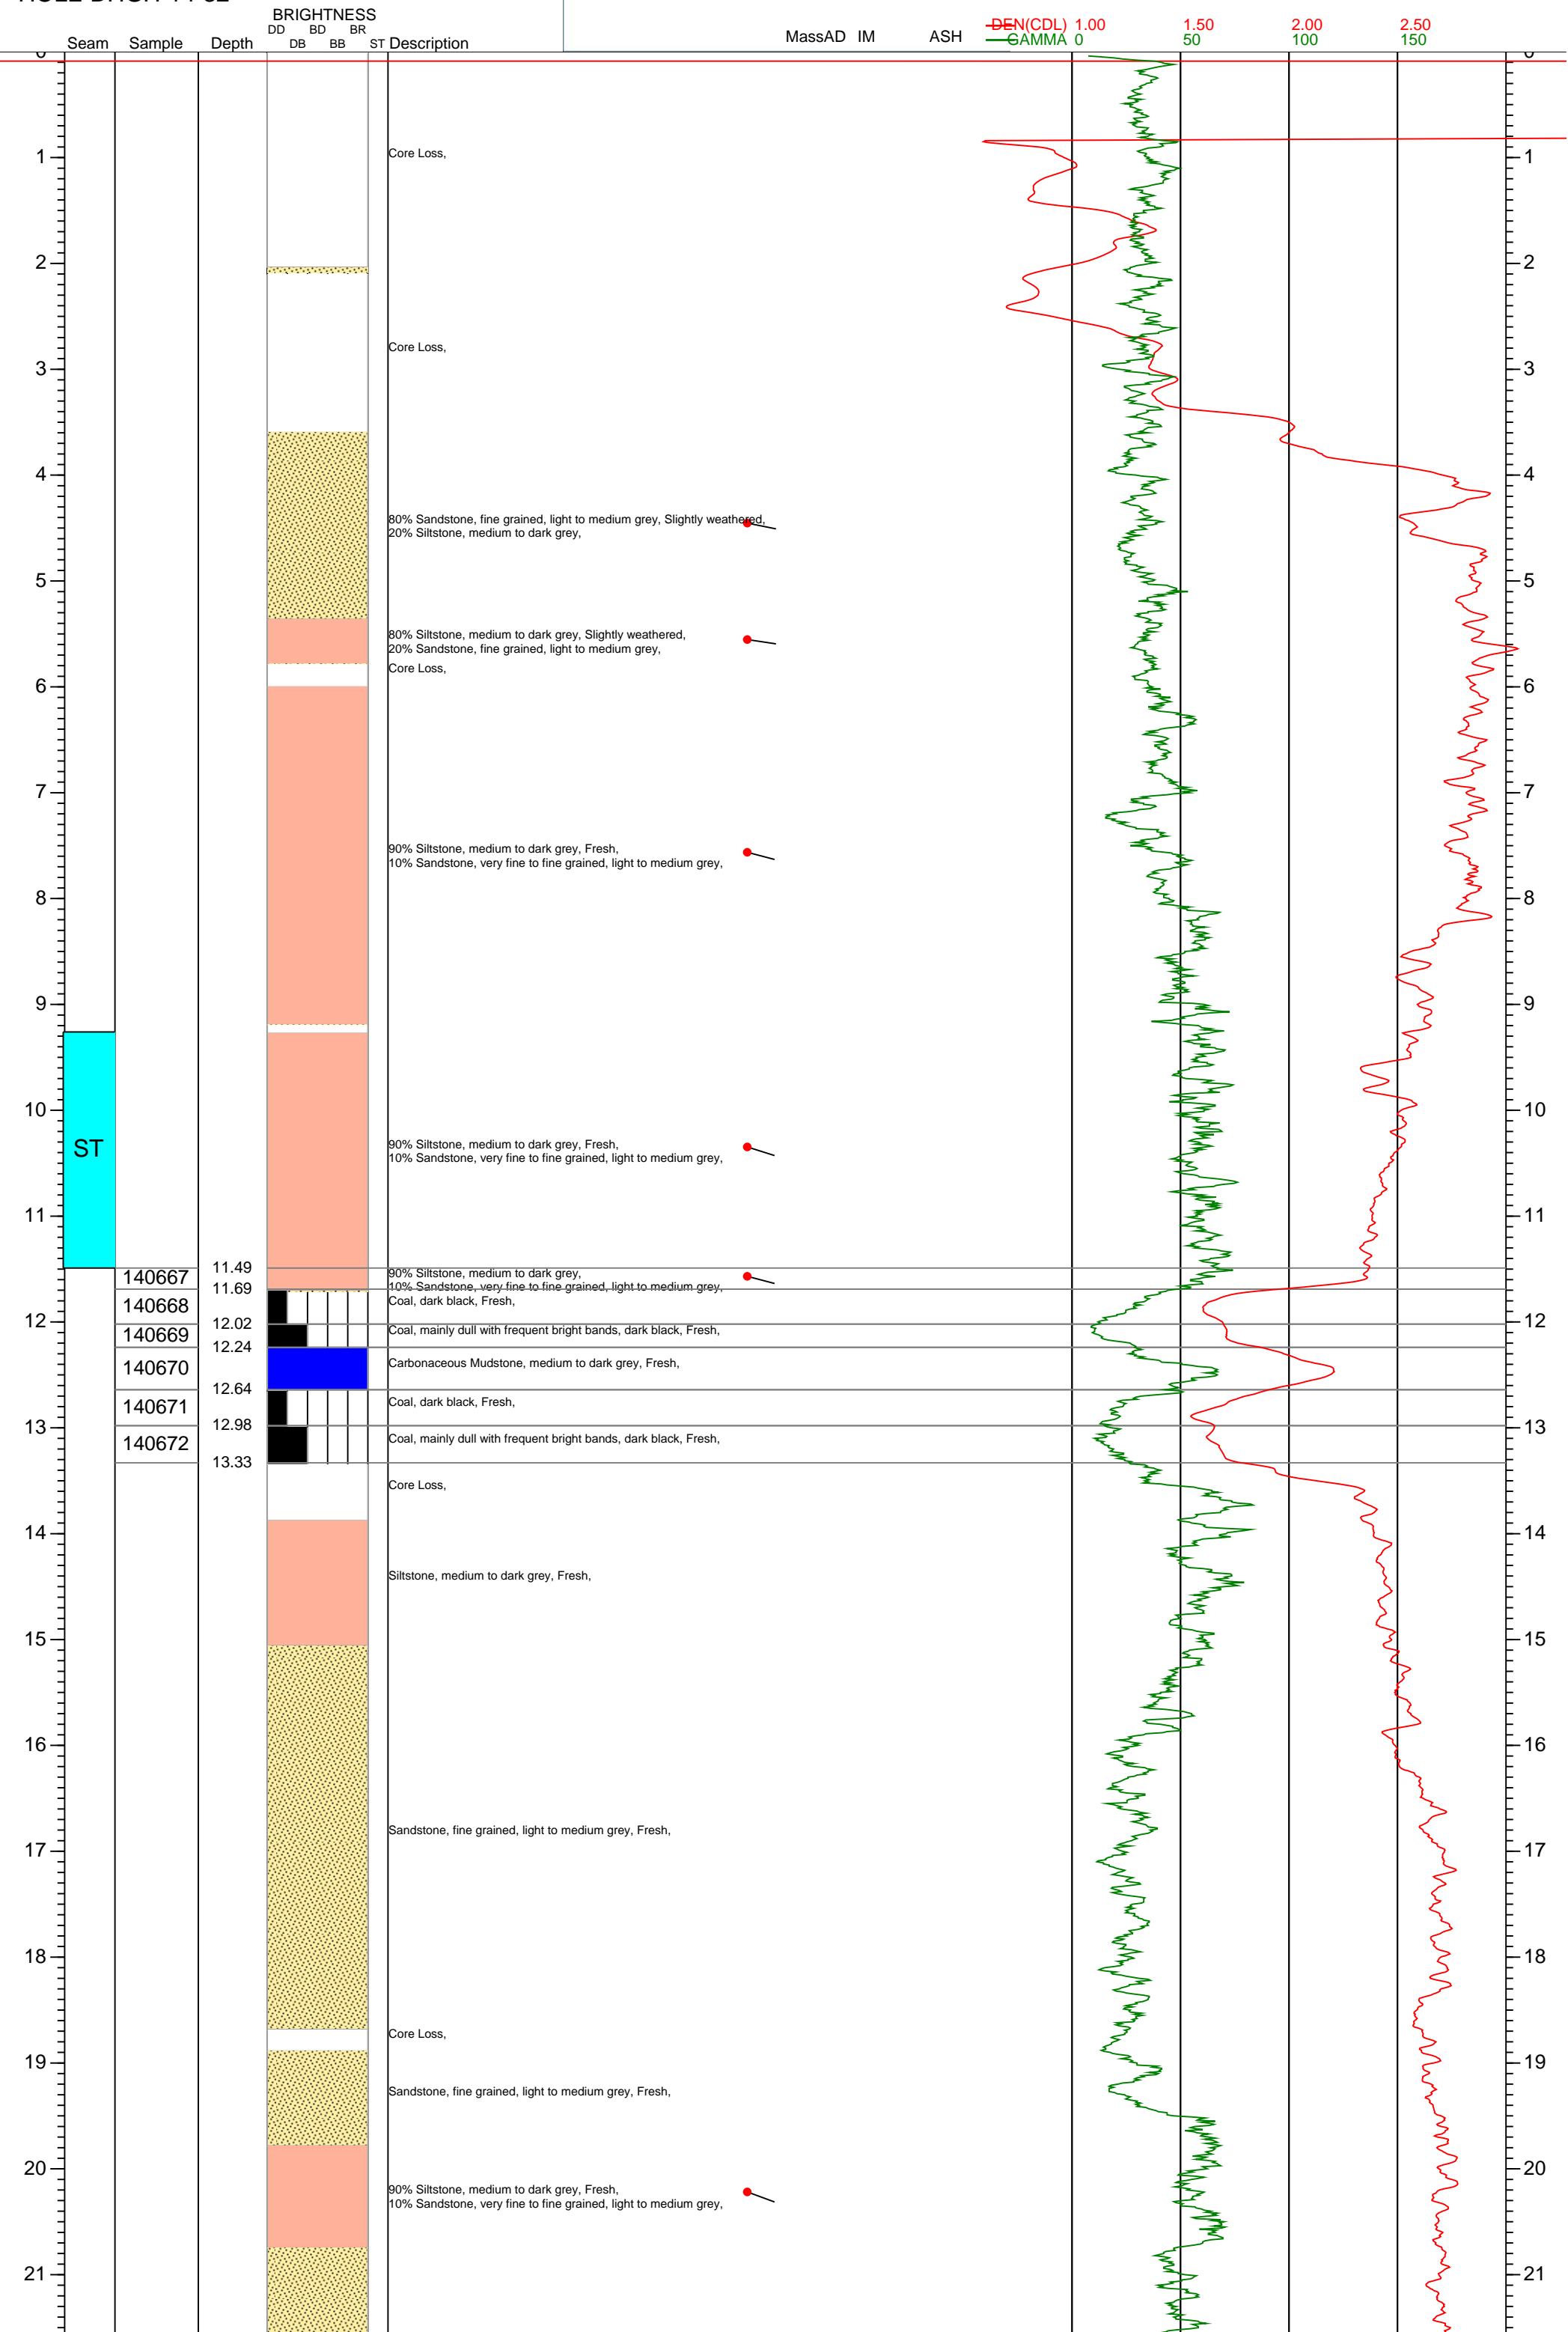 BRIGHTNESS
DD BD BR
DB BB ST
Seam Sample Depth Description MassAD IM ASH
DEN(CDL) 1.00 1.50 2.00 2.50
GAMMA 0 50 100 150
1 Core Loss, 1
2 2
Core Loss,
3 3
4 4
80% Sandstone, fine grained, light to medium grey, Slightly weathered,
20% Siltstone, medium to dark grey,
5 5
80% Siltstone, medium to dark grey, Slightly weathered,
20% Sandstone, fine grained, light to medium grey,
Core Loss,
6 6
7 7
90% Siltstone, medium to dark grey, Fresh,
10% Sandstone, very fine to fine grained, light to medium grey,
8 8
9 9
10 10
ST
90% Siltstone, medium to dark grey, Fresh,
10% Sandstone, very fine to fine grained, light to medium grey,
11 11
11.49
140667 90% Siltstone, medium to dark grey,
11.69 10% Sandstone, very fine to fine grained, light to medium grey,
140668 Coal, dark black, Fresh,
12 12.02 12
140669 Coal, mainly dull with frequent bright bands, dark black, Fresh,
12.24
140670 Carbonaceous Mudstone, medium to dark grey, Fresh,
12.64
140671 Coal, dark black, Fresh,
13 12.98 13
140672 Coal, mainly dull with frequent bright bands, dark black, Fresh,
13.33
Core Loss,
14 14
Siltstone, medium to dark grey, Fresh,
15 15
16 16
Sandstone, fine grained, light to medium grey, Fresh,
17 17
18 18
Core Loss,
19 19
Sandstone, fine grained, light to medium grey, Fresh,
20 20
90% Siltstone, medium to dark grey, Fresh,
10% Sandstone, very fine to fine grained, light to medium grey,
21 21